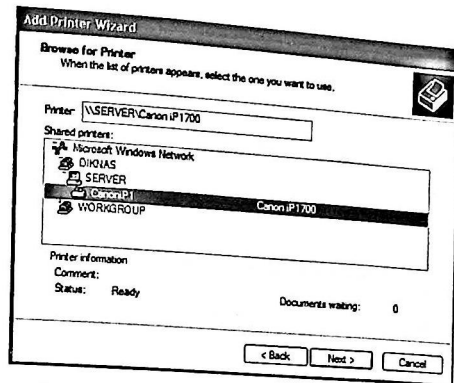 Add Printer Wizard
Browse for Printer
When the list of printers appears, select the one you want to use.
Printer \\SERVER\Canon iP1700
Shared printers:
Microsoft Windows Network
DIKNAS
SERVER
CanonIP1 Canon iP1700
WORKGROUP
Printer information
Comment:
Status: Ready
Documents waiting: 0
< Back Next > Cancel